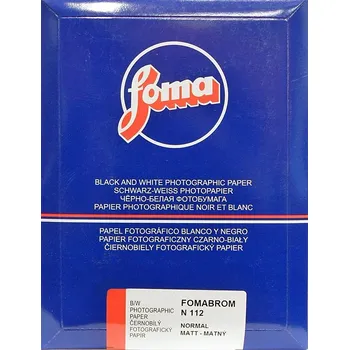 foma
BLACK AND WHITE PHOTOGRAPHIC PAPER
SCHWARZ-WEISS PHOTOPAPIER
ЧЁРНО-БЕЛАЯ ФОТОБУМАГА
PAPIER PHOTOGRAPHIQUE NOIR ET BLANC
PAPEL FOTOGRÁFICO BLANCO Y NEGRO
PAPIER FOTOGRAFICZNY CZARNO-BIAŁY
ČIERNOBIELY FOTOGRAFICKÝ PAPIER
B/W
PHOTOGRAPHIC
PAPER
ČERNOBÍLÝ
FOTOGRAFICKÝ
PAPÍR
FOMABROM
N 112
NORMAL
MATT - MATNÝ